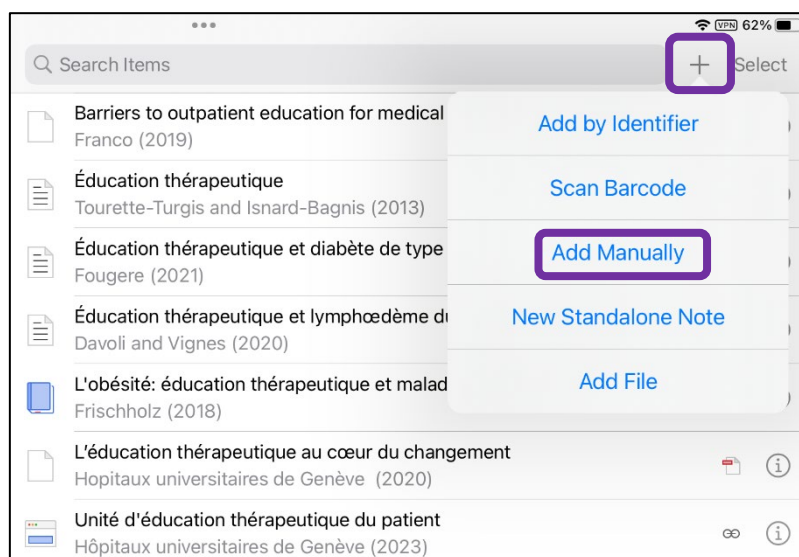 VPN 62%
Search Items + Select
Barriers to outpatient education for medical
Franco (2019)
Éducation thérapeutique
Tourette-Turgis and Isnard-Bagnis (2013)
Éducation thérapeutique et diabète de type
Fougere (2021)
Éducation thérapeutique et lymphœdème du
Davoli and Vignes (2020)
L'obésité: éducation thérapeutique et malad
Frischholz (2018)
L'éducation thérapeutique au cœur du changement
Hopitaux universitaires de Genève (2020)
Unité d'éducation thérapeutique du patient
Hôpitaux universitaires de Genève (2023)
Add by Identifier
Scan Barcode
Add Manually
New Standalone Note
Add File